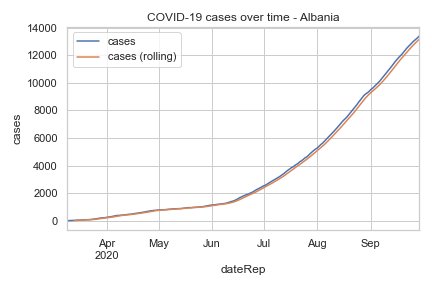 COVID-19 cases over time - Albania
cases
cases (rolling)
14000
12000
10000
8000
6000
4000
2000
0
cases
Apr
2020
May
Jun
Jul
Aug
Sep
dateRep